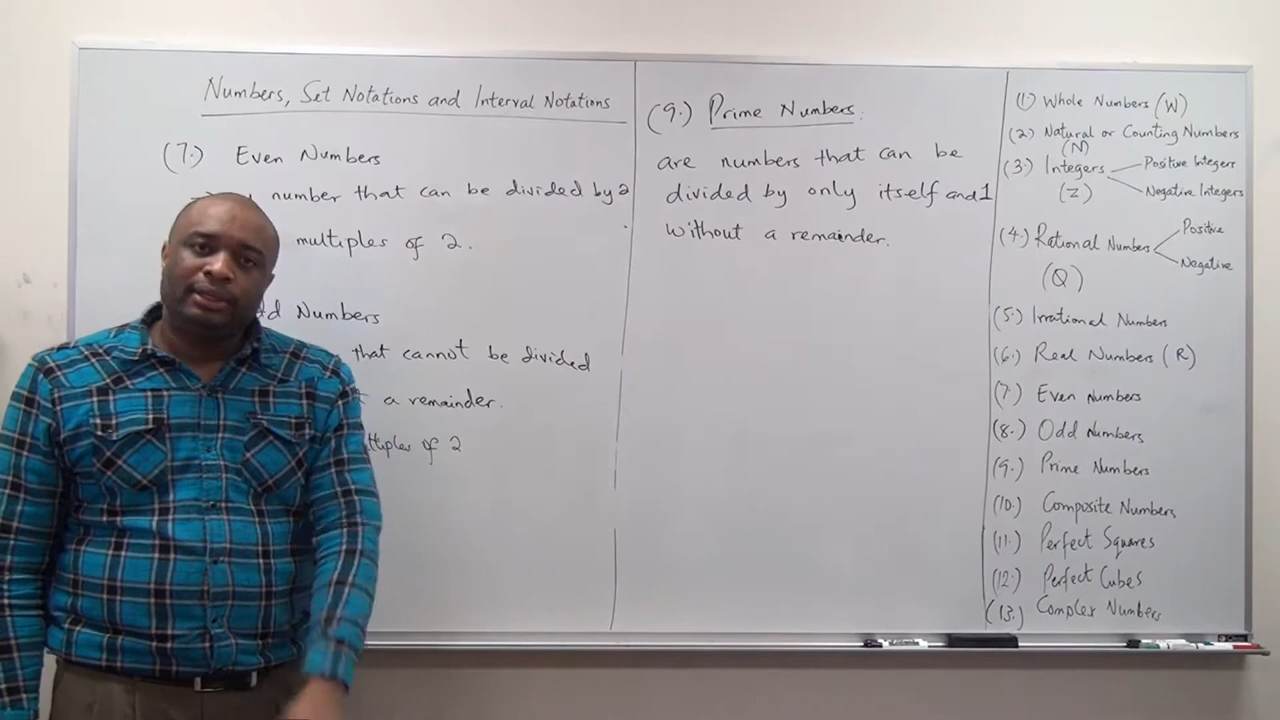 Numbers, Set Notations and Interval Notations
(7.) Even Numbers
number that can be divided by 2
multiples of 2.
dd Numbers
that cannot be divided
a remainder.
ltiples of 2
(9.) Prime Numbers.
are numbers that can be
divided by only itself and 1
without a remainder.
(1) Whole Numbers (W)
(2.) Natural or Counting Numbers
(N)
(3.) Integers
Positive Integers
Negative Integers
(Z)
(4.) Rational Numbers
Positive
Negative
(Q)
(5.) Irrational Numbers
(6.) Real Numbers (R)
(7.) Even Numbers
(8.) Odd Numbers
(9.) Prime Numbers
(10.) Composite Numbers
(11.) Perfect Squares
(12.) Perfect Cubes
(13.) Complex Numbers